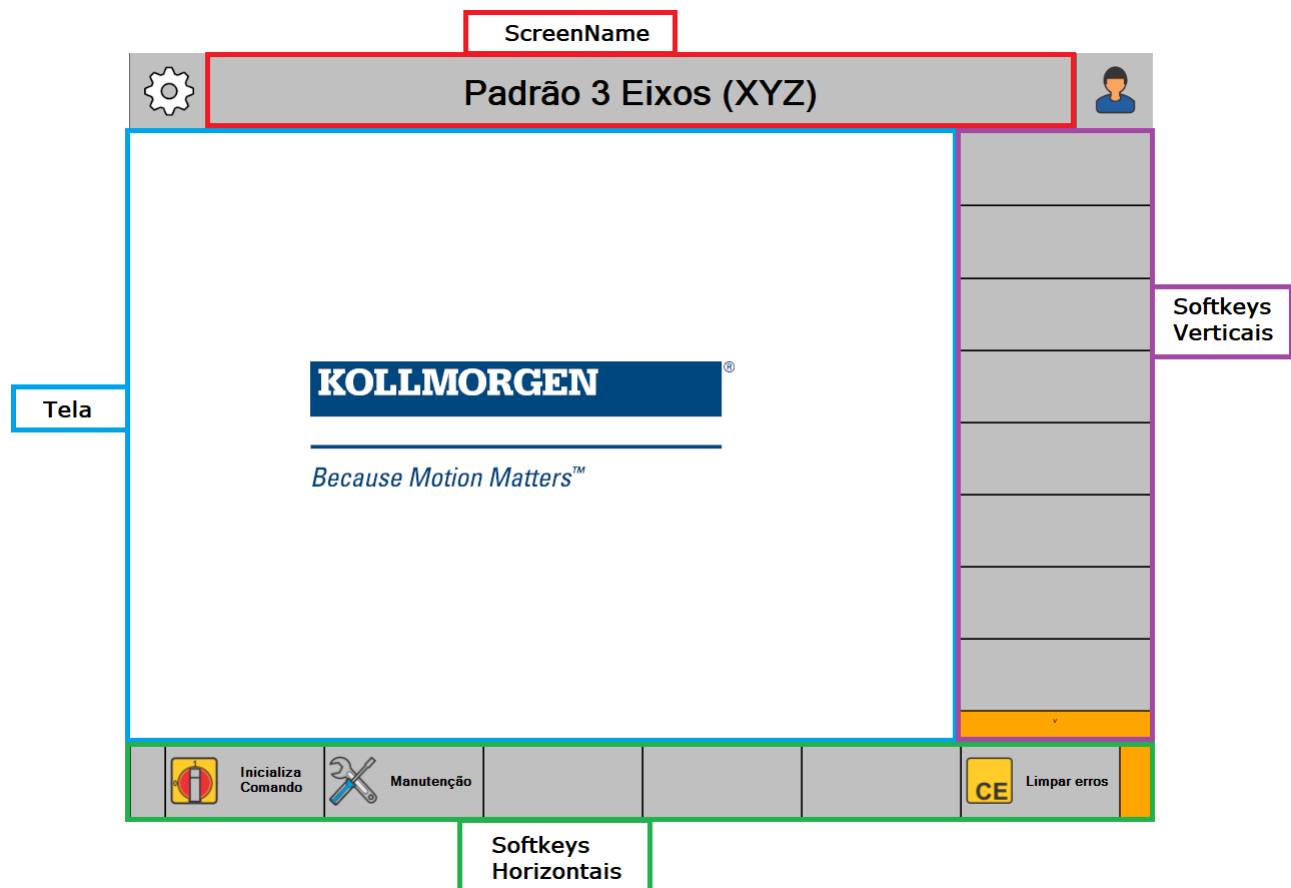 ScreenName
Padrão 3 Eixos (XYZ)
KOLLMORGEN®
Because Motion Matters™
Tela
Softkeys
Verticais
v
Inicializa
Comando
Manutenção
CE
Limpar erros
Softkeys
Horizontais